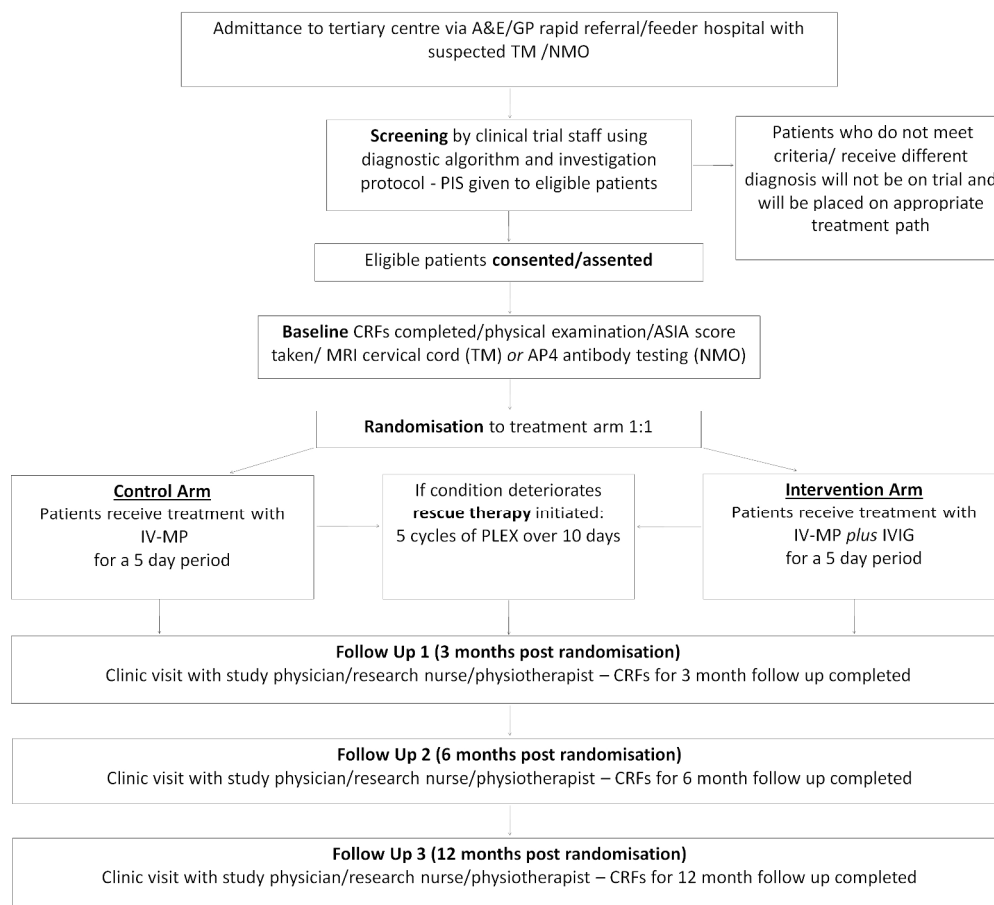 Admittance to tertiary centre via A&E/GP rapid referral/feeder hospital with
suspected TM /NMO
Screening by clinical trial staff using
diagnostic algorithm and investigation
protocol - PIS given to eligible patients
Patients who do not meet
criteria/ receive different
diagnosis will not be on trial and
will be placed on appropriate
treatment path
Eligible patients consented/assented
Baseline CRFs completed/physical examination/ASIA score
taken/ MRI cervical cord (TM) or AP4 antibody testing (NMO)
Randomisation to treatment arm 1:1
Control Arm
Patients receive treatment with
IV-MP
for a 5 day period
If condition deteriorates
rescue therapy initiated:
5 cycles of PLEX over 10 days
Intervention Arm
Patients receive treatment with
IV-MP plus IVIG
for a 5 day period
Follow Up 1 (3 months post randomisation)
Clinic visit with study physician/research nurse/physiotherapist – CRFs for 3 month follow up completed
Follow Up 2 (6 months post randomisation)
Clinic visit with study physician/research nurse/physiotherapist – CRFs for 6 month follow up completed
Follow Up 3 (12 months post randomisation)
Clinic visit with study physician/research nurse/physiotherapist – CRFs for 12 month follow up completed